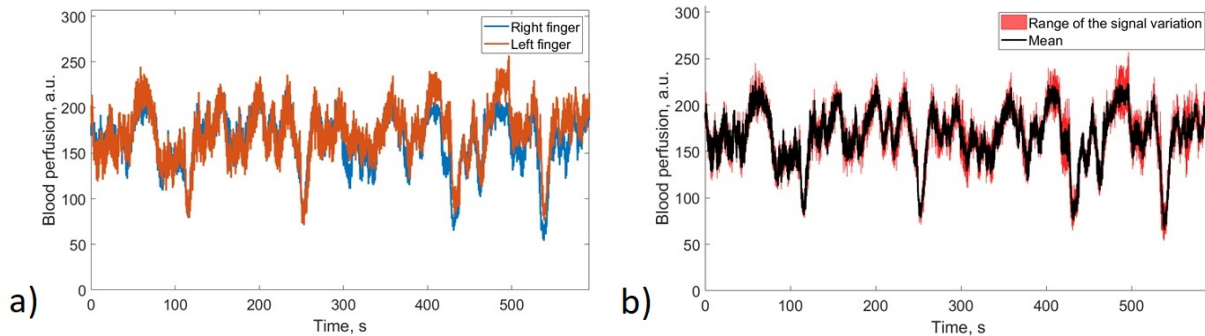 300
250
200
150
100
50
0
Blood perfusion, a.u.
Right finger
Left finger
0 100 200 300 400 500
Time, s
a)
300
250
200
150
100
50
0
Blood perfusion, a.u.
Range of the signal variation
Mean
0 100 200 300 400 500
Time, s
b)